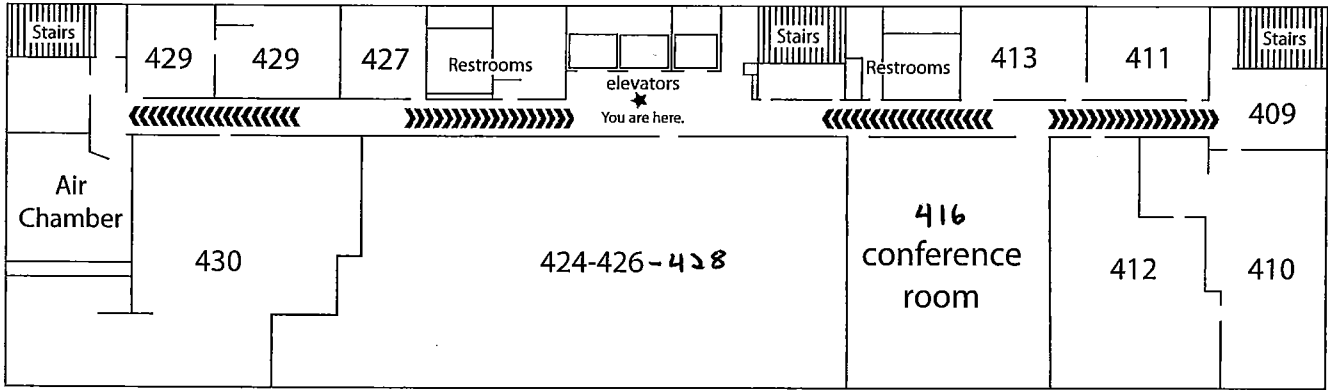 Stairs
429
429
427
Restrooms
elevators
You are here.
Stairs
Restrooms
413
411
Stairs
409
Air
Chamber
430
424-426-428
416
conference
room
412
410